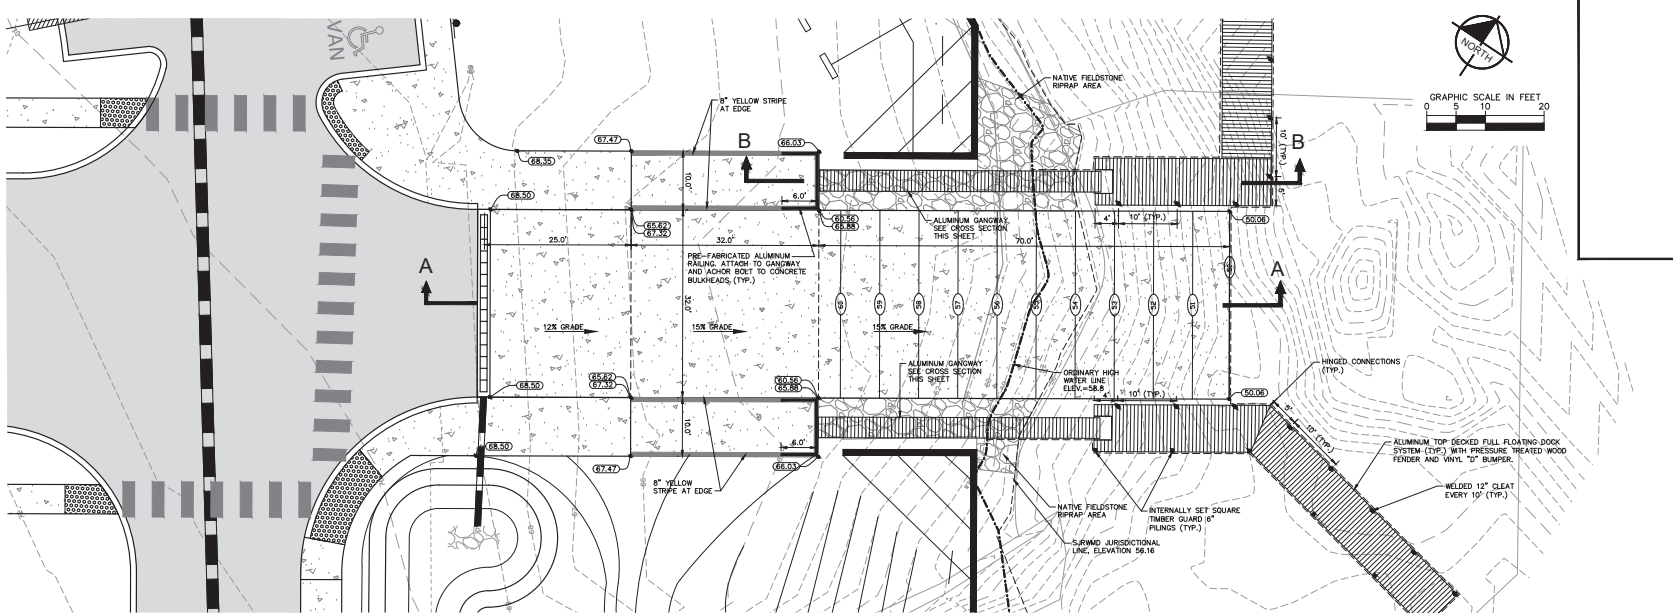 VAN
NORTH
GRAPHIC SCALE IN FEET
0 5 10 20
NATIVE FIELDSTONE
RIPRAP AREA
8" YELLOW STRIPE
AT EDGE
67.47
66.03
B
B
68.35
10.0'
10' (TYP.)
6.0'
68.50
65.62
67.32
60.56
65.88
ALUMINUM GANGWAY
SEE CROSS SECTION
THIS SHEET
4'
10' (TYP.)
50.06
25.0'
32.0'
70.0'
PRE-FABRICATED ALUMINUM
RAILING. ATTACH TO GANGWAY
AND ACHOR BOLT TO CONCRETE
BULKHEADS (TYP.)
A
A
32.0'
60
59
58
57
56
55
54
53
52
51
12% GRADE
15% GRADE
15% GRADE
ALUMINUM GANGWAY
SEE CROSS SECTION
THIS SHEET
ORDINARY HIGH
WATER LINE
ELEV.=58.8
HINGED CONNECTIONS
(TYP.)
68.50
65.62
67.32
60.56
65.88
4'
10' (TYP.)
50.06
10.0'
6.0'
5'
10' (TYP.)
68.50
67.47
66.03
ALUMINUM TOP DECKED FULL FLOATING DOCK
SYSTEM (TYP.) WITH PRESSURE TREATED WOOD
FENDER AND VINYL "D" BUMPER.
8" YELLOW
STRIPE AT EDGE
WELDED 12" CLEAT
EVERY 10' (TYP.)
NATIVE FIELDSTONE
RIPRAP AREA
INTERNALLY SET SQUARE
TIMBER GUARD 6"
PILINGS (TYP.)
SJRWMD JURISDICTIONAL
LINE, ELEVATION 56.16